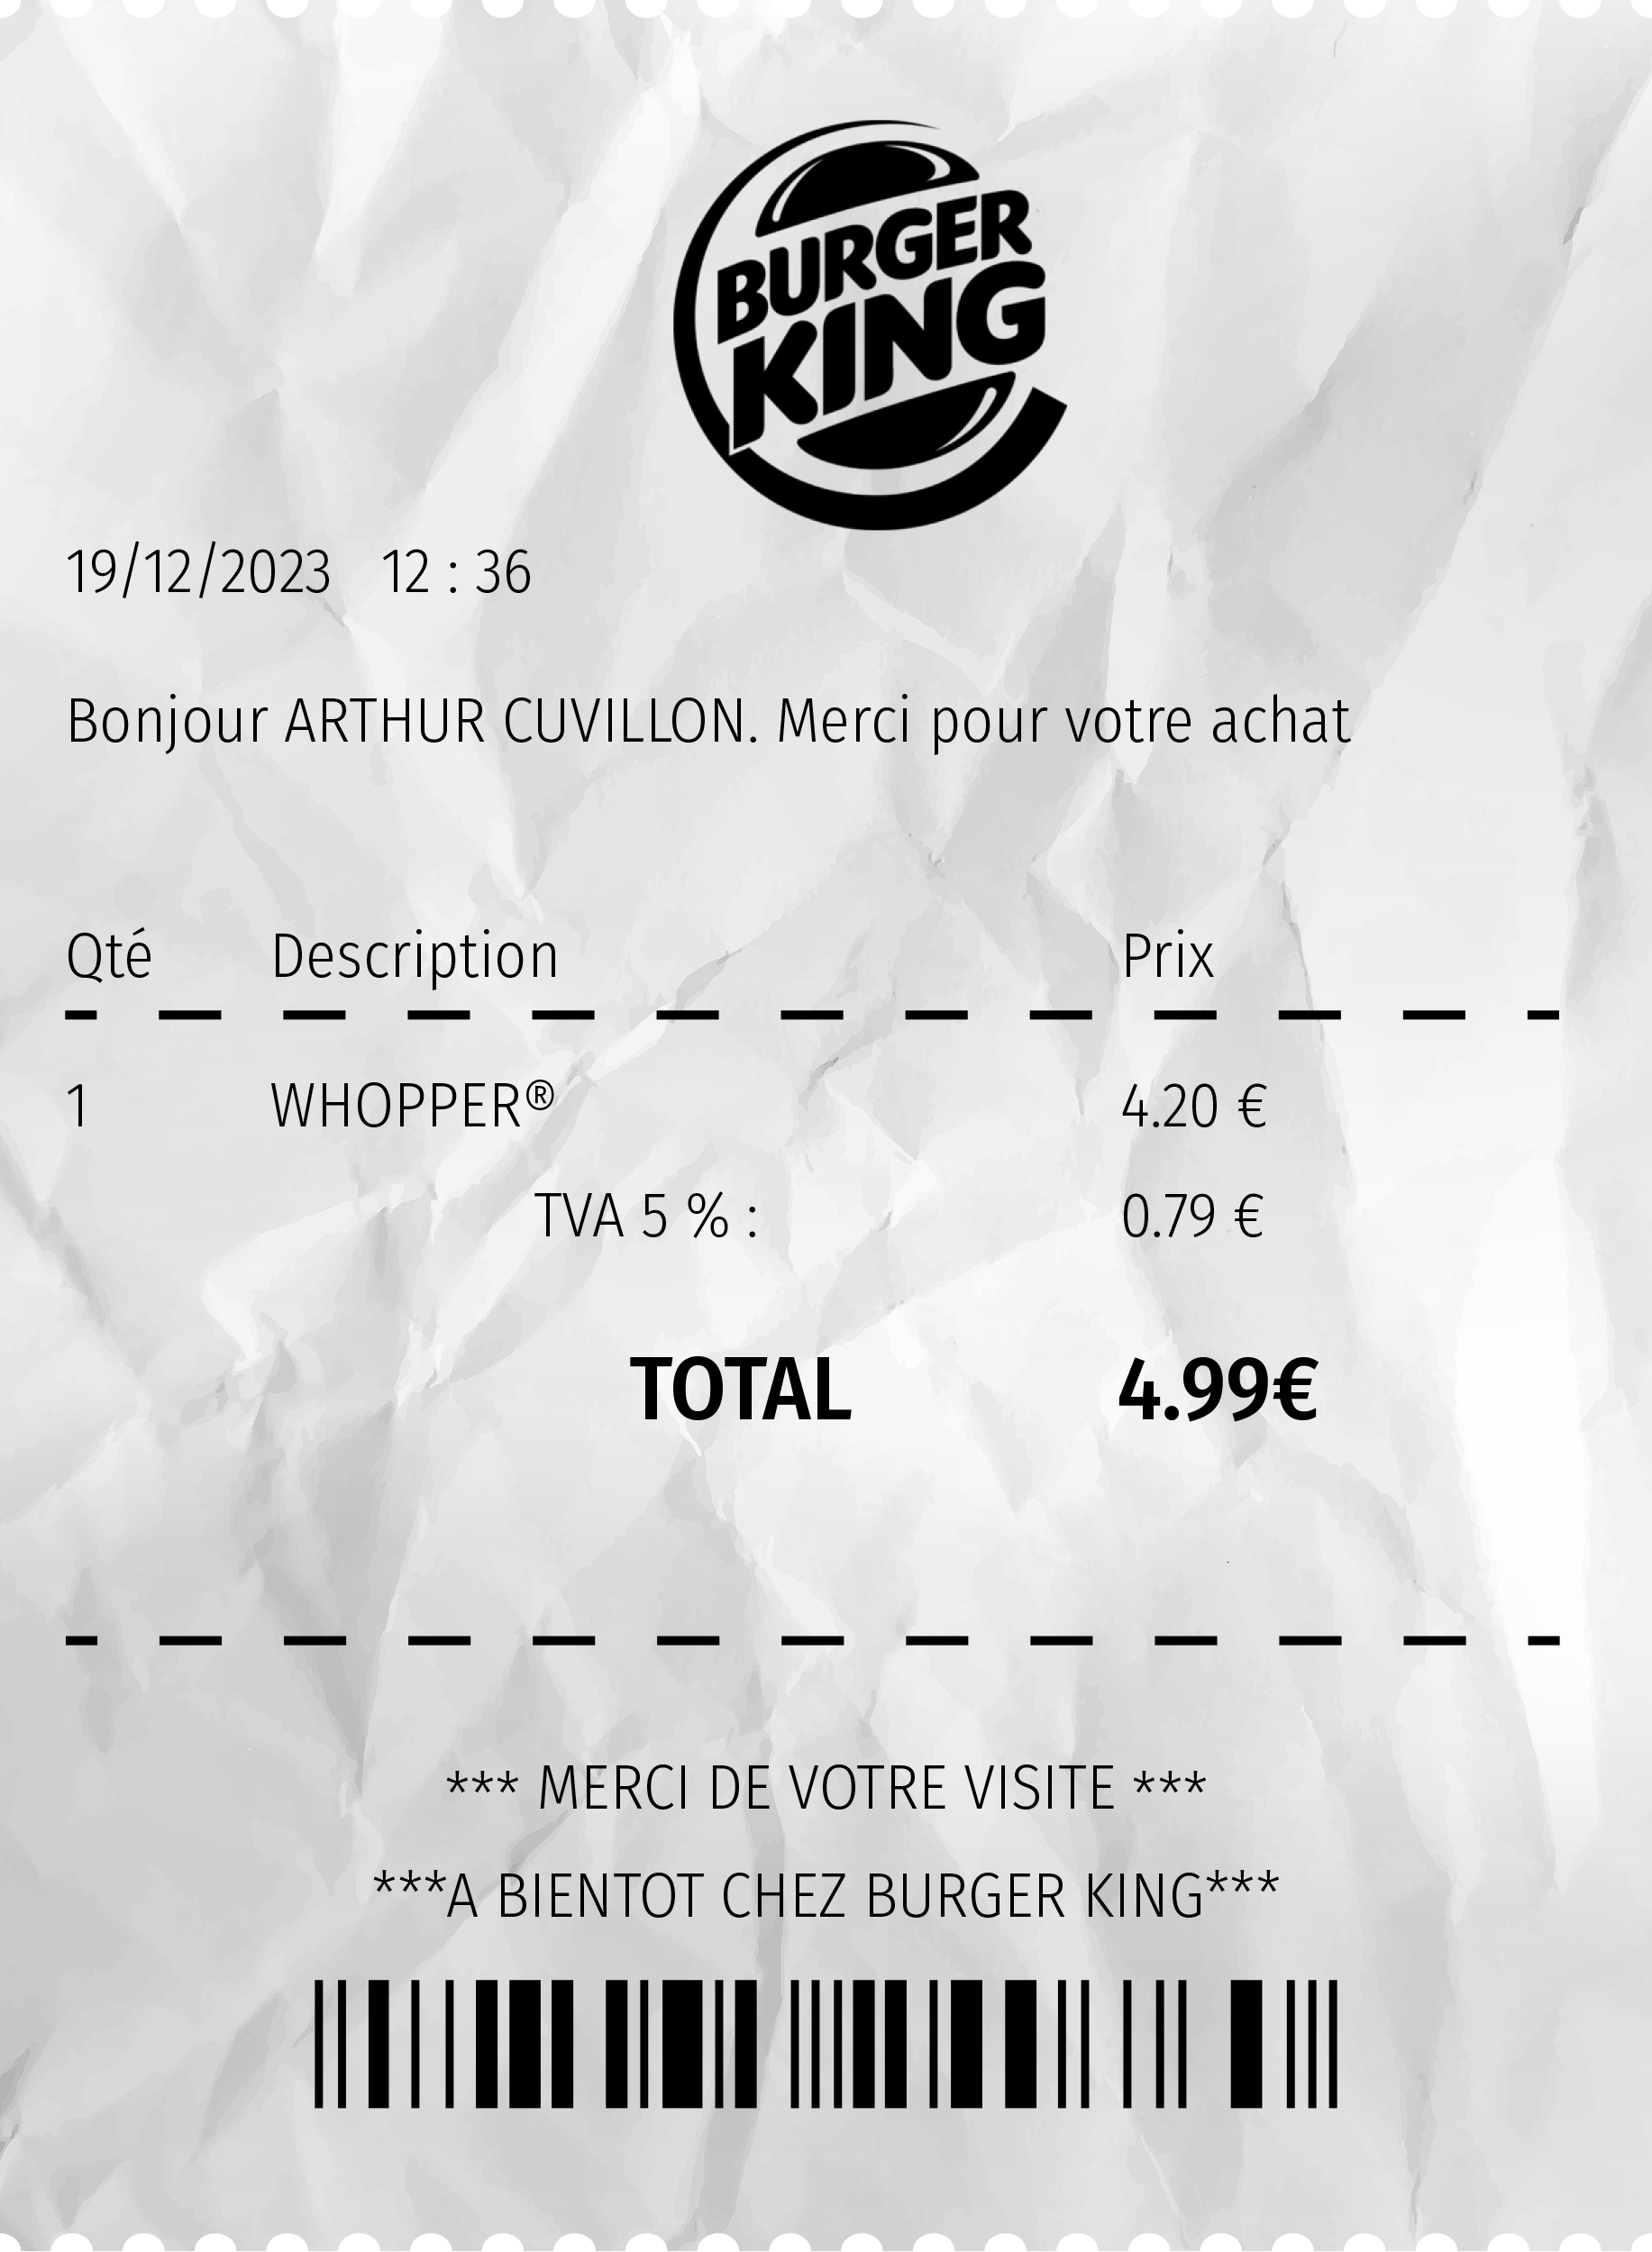 BURGER
KING
19/12/2023 12 : 36
Bonjour ARTHUR CUVILLON. Merci pour votre achat
Qté Description Prix
1 WHOPPER® 4.20 €
TVA 5 % : 0.79 €
TOTAL 4.99€
*** MERCI DE VOTRE VISITE ***
***A BIENTOT CHEZ BURGER KING***